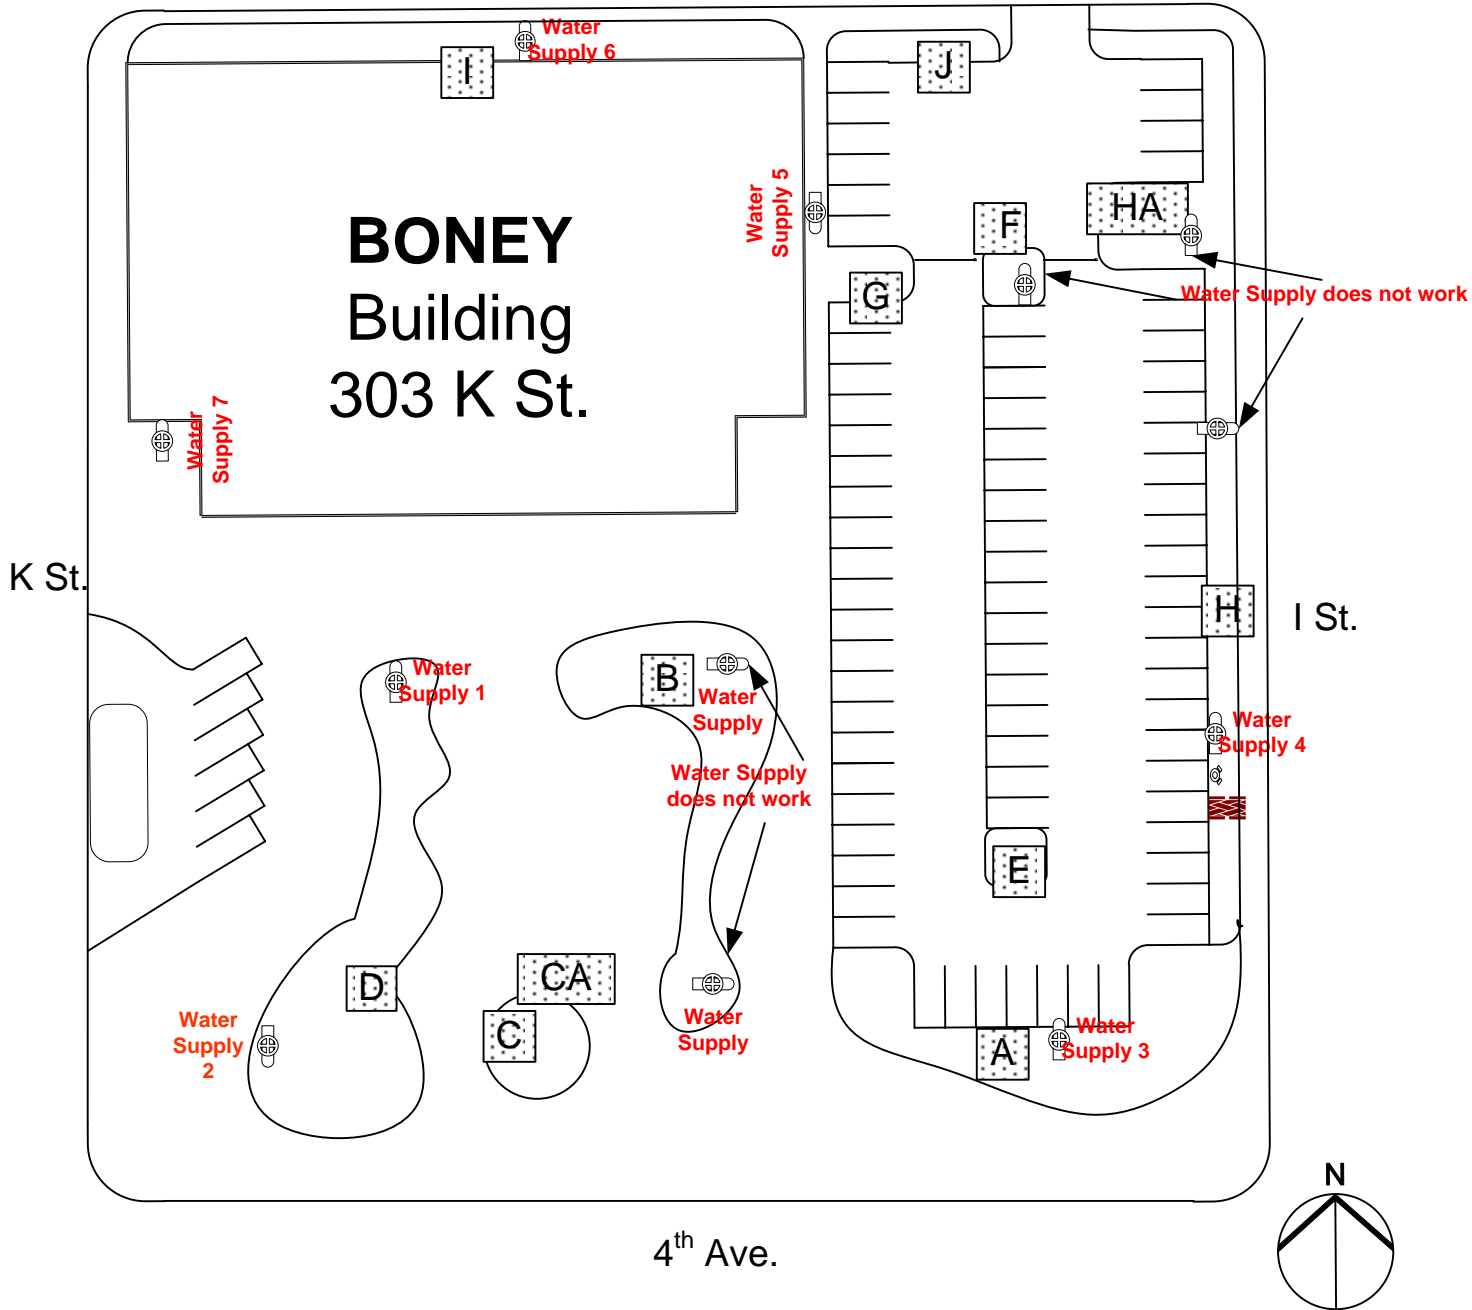 Water
Supply 6
I
J
Water
Supply 5
HA
F
BONEY
Building
303 K St.
G
Water Supply does not work
Water
Supply 7
K St.
H
I St.
Water
Supply 1
B
Water
Supply
Water
Supply 4
Water Supply
does not work
E
D
CA
C
Water
Supply
2
Water
Supply
A
Water
Supply 3
N
4th Ave.